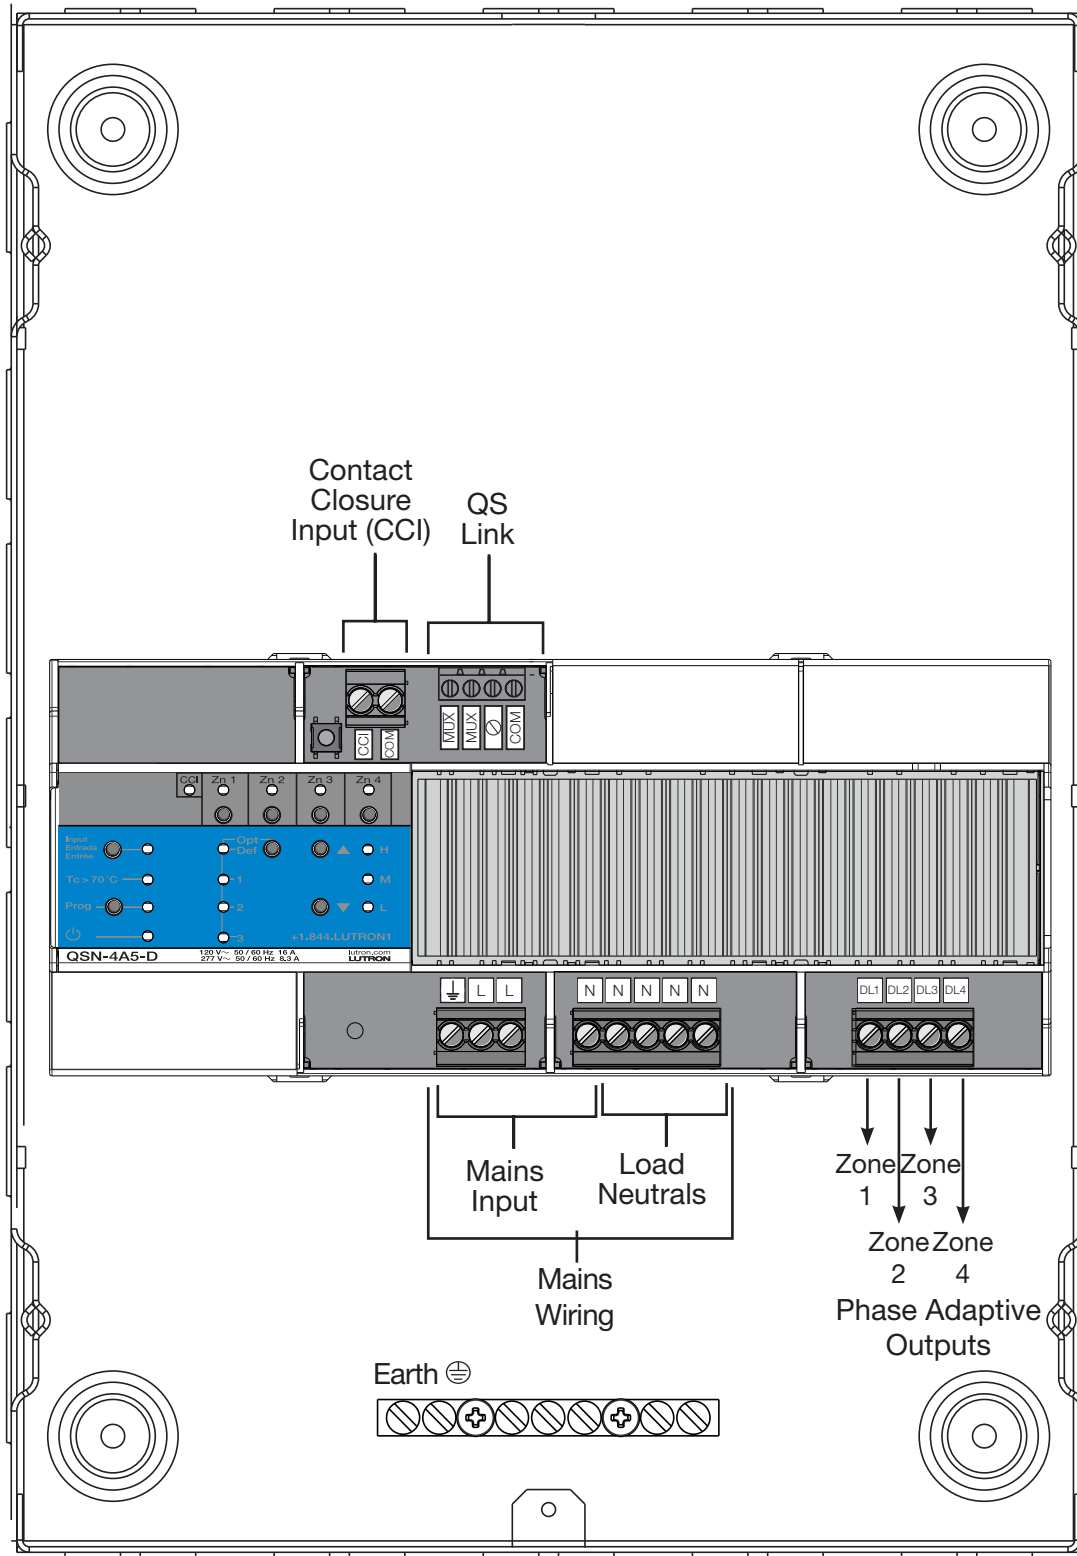 Contact
Closure
Input (CCI)
QS
Link
CCI
COM
MUX
MUX
COM
CCI Zn 1 Zn 2 Zn 3 Zn 4
Input
Entrada
Entrée
Opt
Def
H
Tc > 70˚C
1
M
Prog
2
L
3
+1.844.LUTRON1
QSN-4A5-D
120 V~ 50 / 60 Hz 16 A
277 V~ 50 / 60 Hz 8.3 A
lutron.com
LUTRON
L L
N N N N N
DL1 DL2 DL3 DL4
Mains
Input
Load
Neutrals
Mains
Wiring
Zone
1
Zone
3
Zone
2
Zone
4
Phase Adaptive
Outputs
Earth